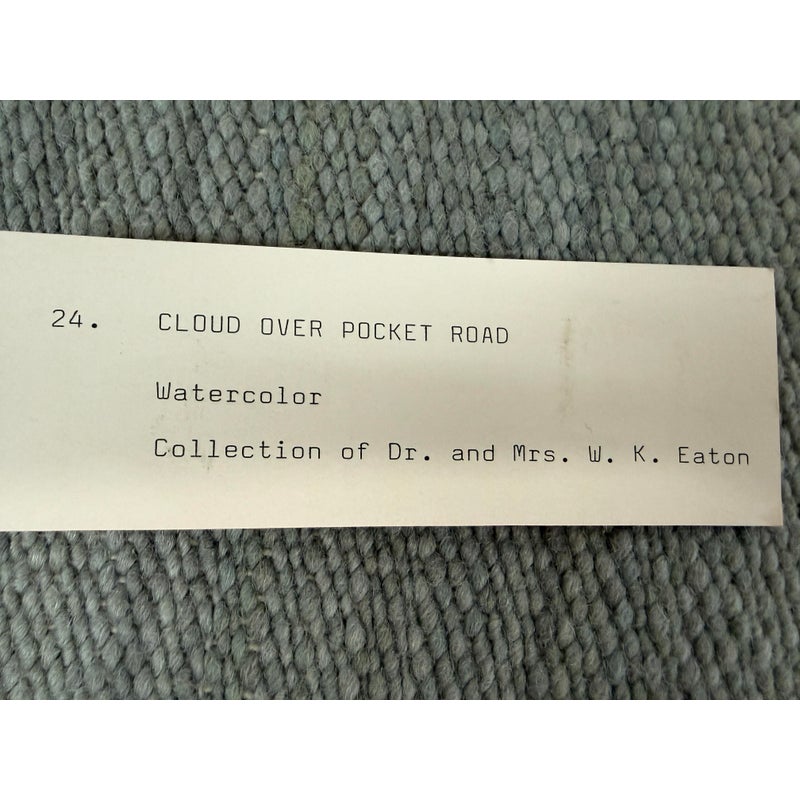 24. CLOUD OVER POCKET ROAD
Watercolor
Collection of Dr. and Mrs. W. K. Eaton